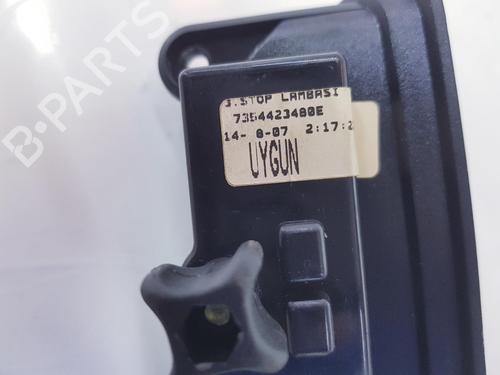 B-PARTS
3.STOP LAMBASI
7354423480E
14- 8-07 2:17:2
UYGUN